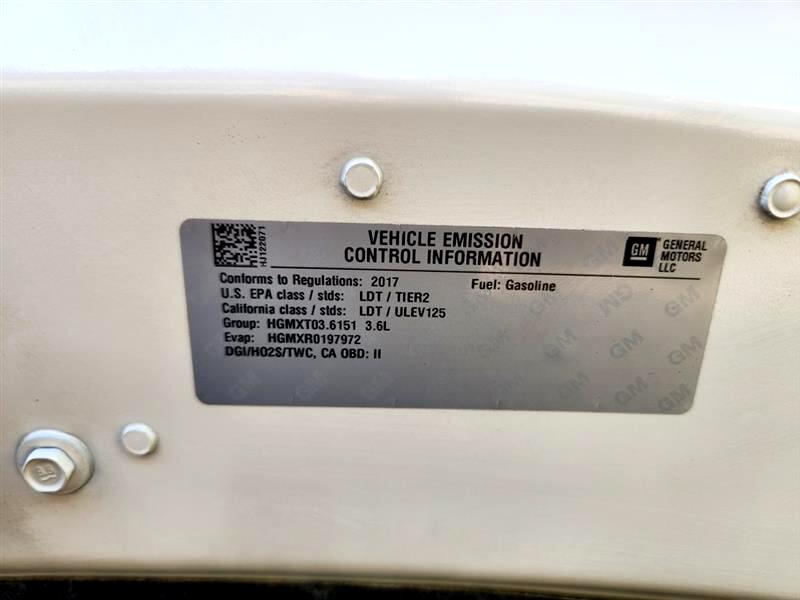 HJ122071
VEHICLE EMISSION
CONTROL INFORMATION
GM
GENERAL
MOTORS
LLC
Conforms to Regulations: 2017 Fuel: Gasoline
U.S. EPA class / stds: LDT / TIER2
California class / stds: LDT / ULEV125
Group: HGMXT03.6151 3.6L
Evap: HGMXR0197972
DGI/HO2S/TWC, CA OBD: II